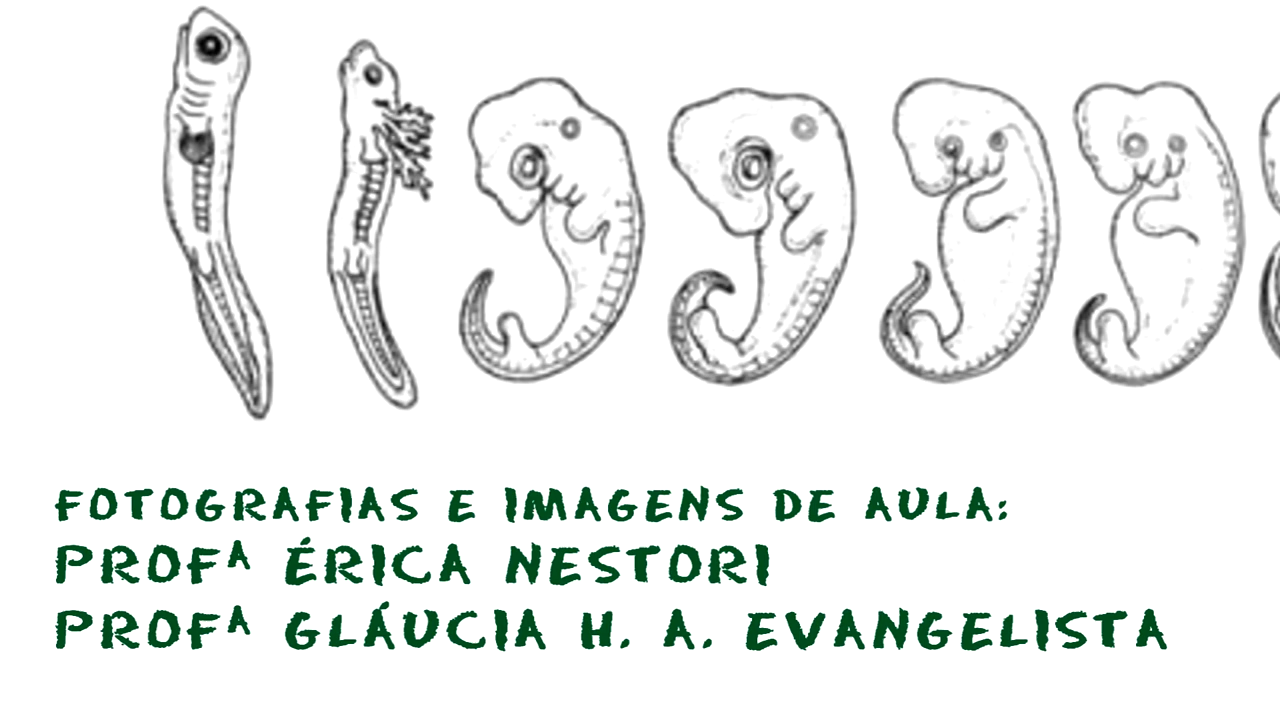 FOTOGRAFIAS E IMAGENS DE AULA:
PROFª ÉRICA NESTORI
PROFª GLÁUCIA H. A. EVANGELISTA